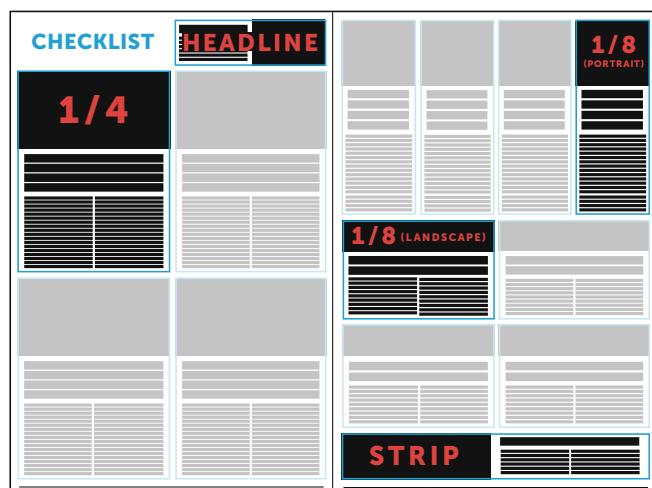 CHECKLIST
HEADLINE
1/4
1/8
(PORTRAIT)
1/8 (LANDSCAPE)
STRIP